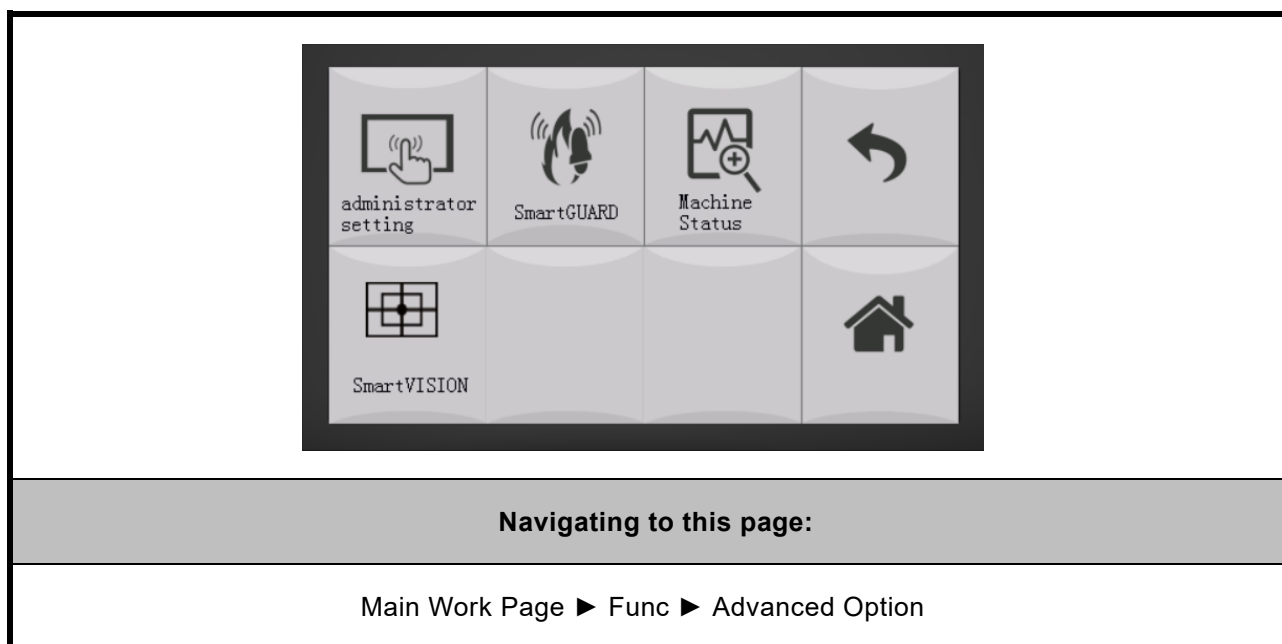 administrator
setting
SmartGUARD
Machine
Status
SmartVISION
Navigating to this page:
Main Work Page ► Func ► Advanced Option